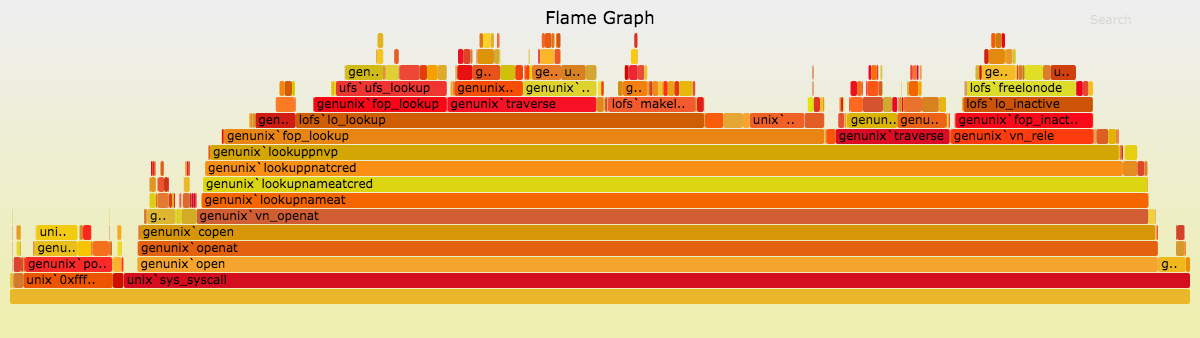 Flame Graph
Search
gen.. g.. ge.. u.. ge.. u..
ufs`ufs_lookup genunix.. genunix`.. g.. lofs`freelonode
genunix`fop_lookup genunix`traverse lofs`makel.. lofs`lo_inactive
gen.. lofs`lo_lookup unix`.. genun.. genu.. genunix`fop_inact..
genunix`fop_lookup genunix`traverse genunix`vn_rele
genunix`lookuppnvp
genunix`lookuppnatcred
genunix`lookupnameatcred
genunix`lookupnameat
g.. genunix`vn_openat
uni.. genunix`copen
genu.. genunix`openat
genunix`po.. genunix`open g..
unix`0xfff.. unix`sys_syscall